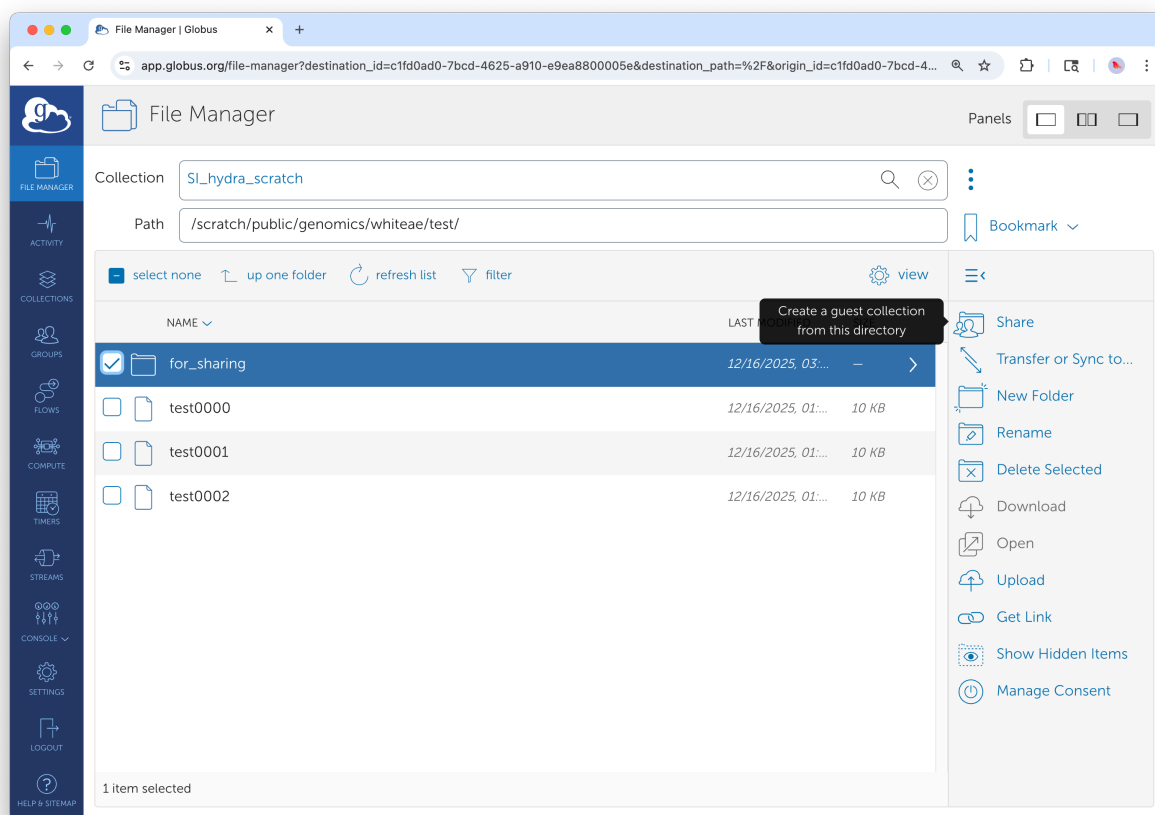 File Manager | Globus
app.globus.org/file-manager?destination_id=c1fd0ad0-7bcd-4625-a910-e9ea8800005e&destination_path=%2F&origin_id=c1fd0ad0-7bcd-4...
g
File Manager
Panels
FILE MANAGER
ACTIVITY
COLLECTIONS
GROUPS
FLOWS
COMPUTE
TIMERS
STREAMS
CONSOLE
SETTINGS
LOGOUT
HELP & SITEMAP
Collection
SI_hydra_scratch
Path
/scratch/public/genomics/whiteae/test/
Bookmark
select none up one folder refresh list filter view
NAME LAST
Create a guest collection
from this directory
for_sharing 12/16/2025, 03:... —
test0000 12/16/2025, 01:... 10 KB
test0001 12/16/2025, 01:... 10 KB
test0002 12/16/2025, 01:... 10 KB
1 item selected
Share
Transfer or Sync to...
New Folder
Rename
Delete Selected
Download
Open
Upload
Get Link
Show Hidden Items
Manage Consent